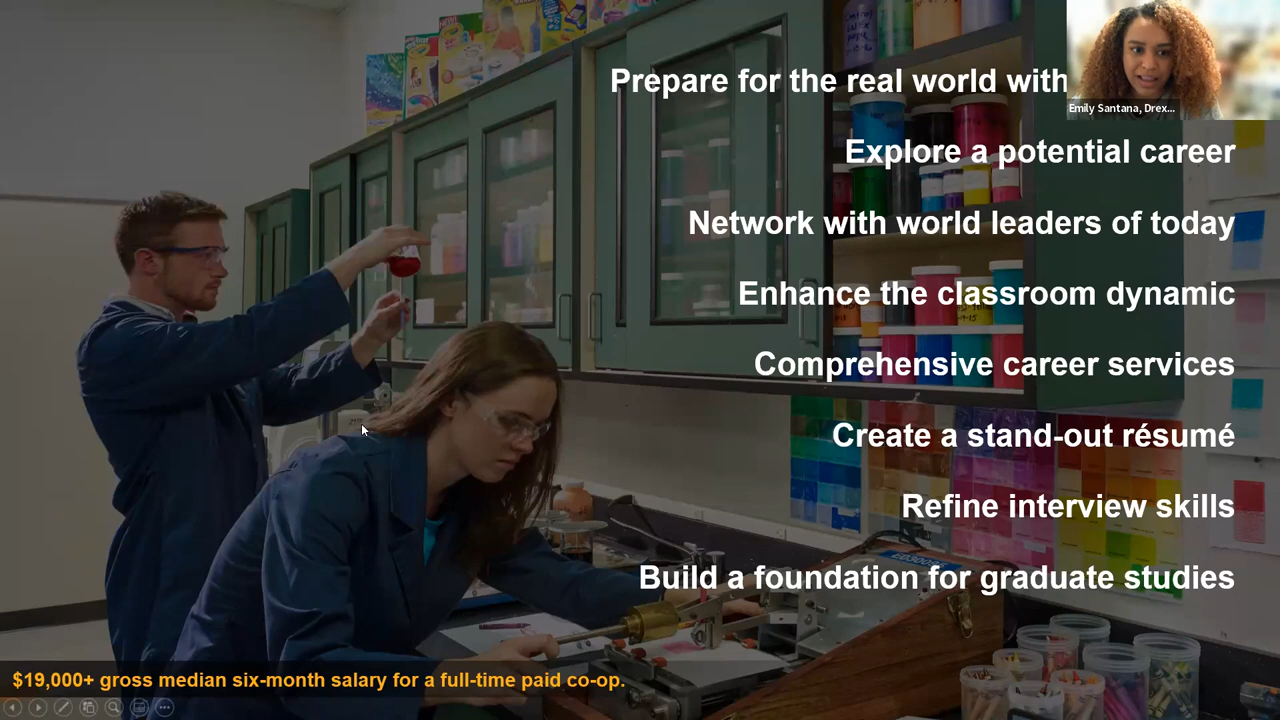 Prepare for the real world with
Emily Santana, Drex...
Explore a potential career
Network with world leaders of today
Enhance the classroom dynamic
Comprehensive career services
Create a stand-out résumé
Refine interview skills
Build a foundation for graduate studies
$19,000+ gross median six-month salary for a full-time paid co-op.